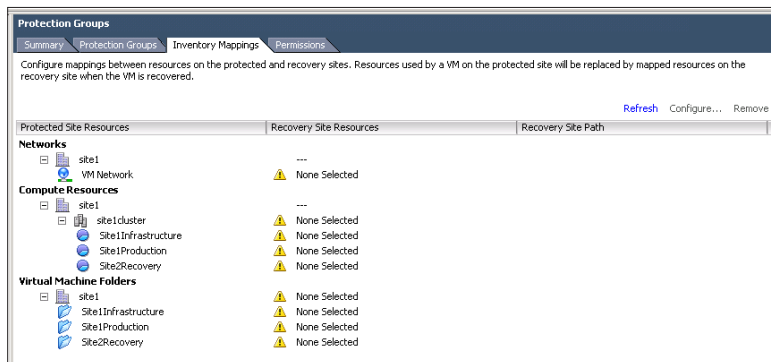 Protection Groups
Summary Protection Groups Inventory Mappings Permissions
Configure mappings between resources on the protected and recovery sites. Resources used by a VM on the protected site will be replaced by mapped resources on the
recovery site when the VM is recovered.
Refresh Configure... Remove
Protected Site Resources Recovery Site Resources Recovery Site Path
Networks
site1 ---
VM Network None Selected
Compute Resources
site1 ---
site1cluster None Selected
Site1Infrastructure None Selected
Site1Production None Selected
Site2Recovery None Selected
Virtual Machine Folders
site1 None Selected
Site1Infrastructure None Selected
Site1Production None Selected
Site2Recovery None Selected